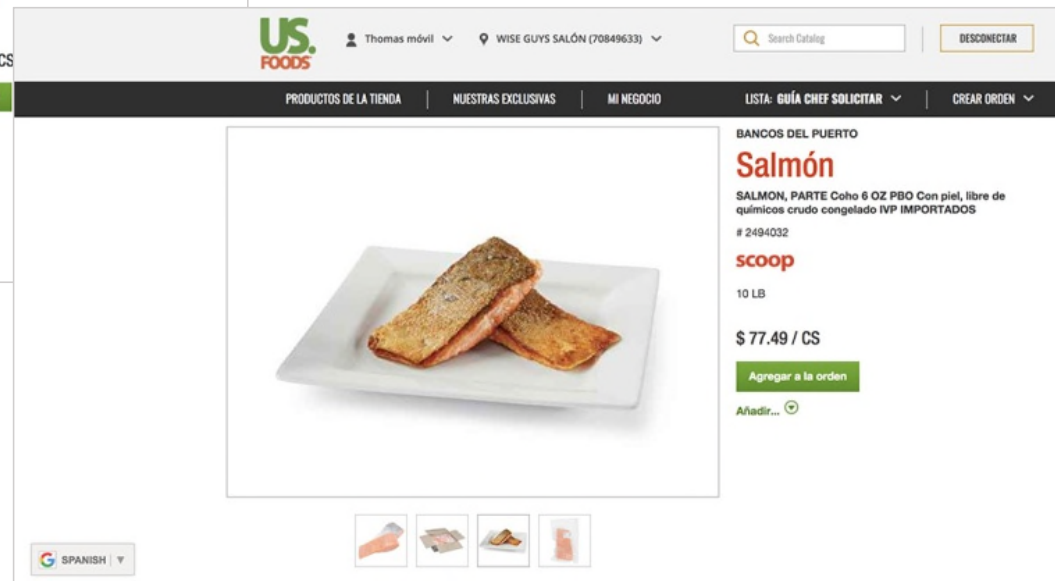 CS
US.
FOODS
Thomas móvil
WISE GUYS SALÓN (70849633)
Search Catalog
DESCONECTAR
PRODUCTOS DE LA TIENDA
NUESTRAS EXCLUSIVAS
MI NEGOCIO
LISTA: GUÍA CHEF SOLICITAR
CREAR ORDEN
BANCOS DEL PUERTO
Salmón
SALMON, PARTE Coho 6 OZ PBO Con piel, libre de
químicos crudo congelado IVP IMPORTADOS
# 2494032
scoop
10 LB
$ 77.49 / CS
Agregar a la orden
Añadir...
G SPANISH